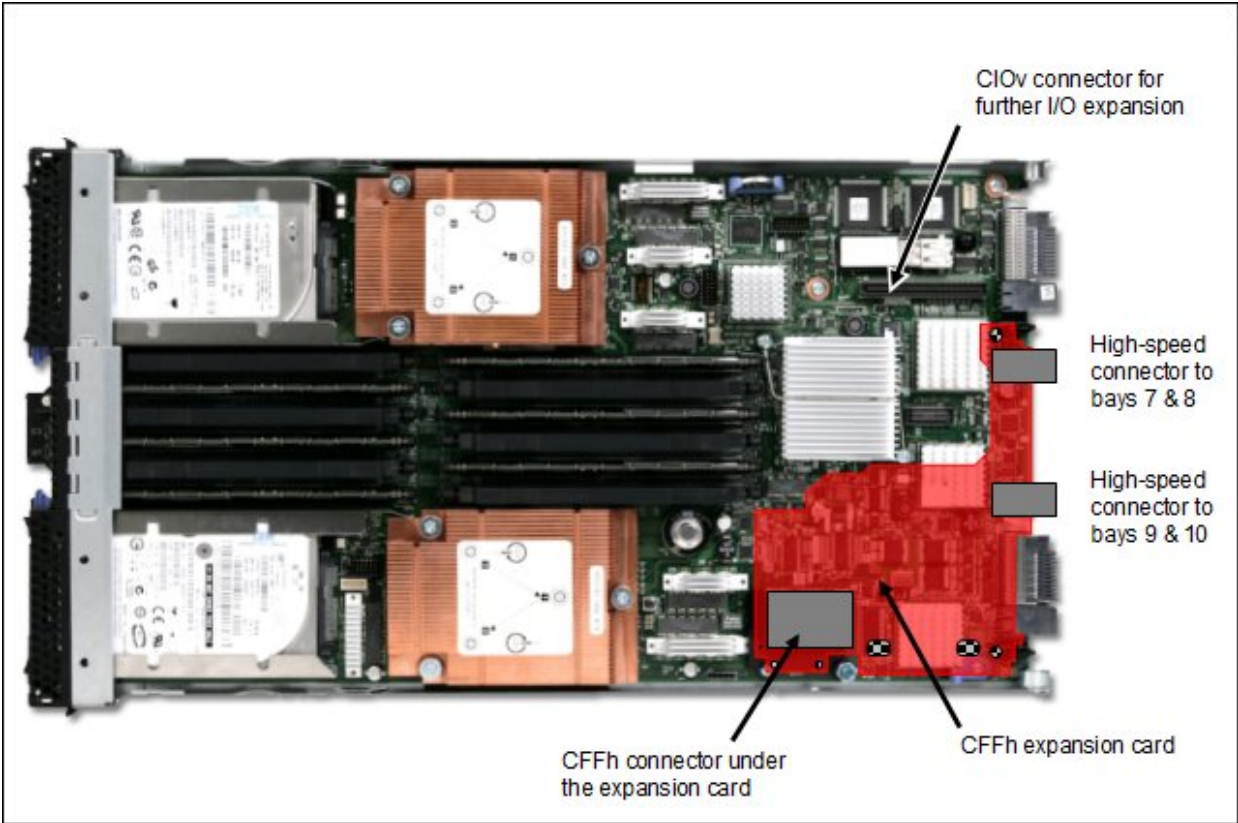 CIOv connector for
further I/O expansion
High-speed
connector to
bays 7 & 8
High-speed
connector to
bays 9 & 10
CFFh expansion card
CFFh connector under
the expansion card